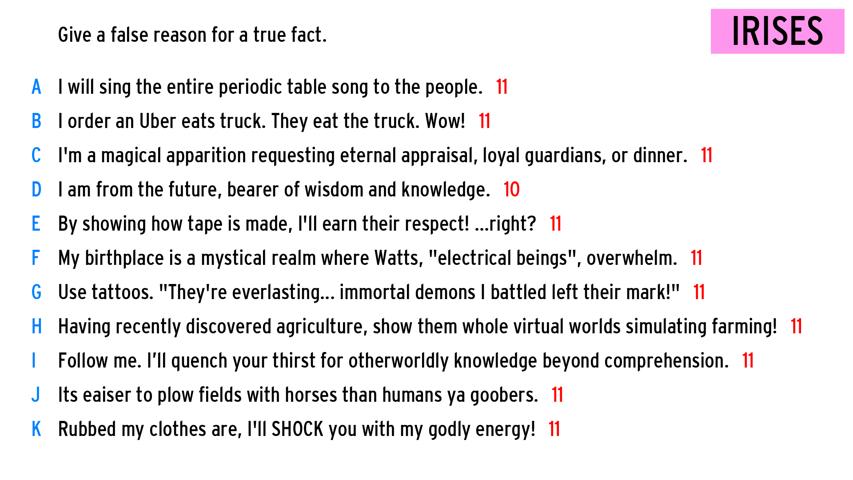 Give a false reason for a true fact.
IRISES
A I will sing the entire periodic table song to the people. 11
B I order an Uber eats truck. They eat the truck. Wow! 11
C I'm a magical apparition requesting eternal appraisal, loyal guardians, or dinner. 11
D I am from the future, bearer of wisdom and knowledge. 10
E By showing how tape is made, I'll earn their respect! ...right? 11
F My birthplace is a mystical realm where Watts, "electrical beings", overwhelm. 11
G Use tattoos. "They're everlasting... immortal demons I battled left their mark!" 11
H Having recently discovered agriculture, show them whole virtual worlds simulating farming! 11
I Follow me. I’ll quench your thirst for otherworldly knowledge beyond comprehension. 11
J Its eaiser to plow fields with horses than humans ya goobers. 11
K Rubbed my clothes are, I'll SHOCK you with my godly energy! 11